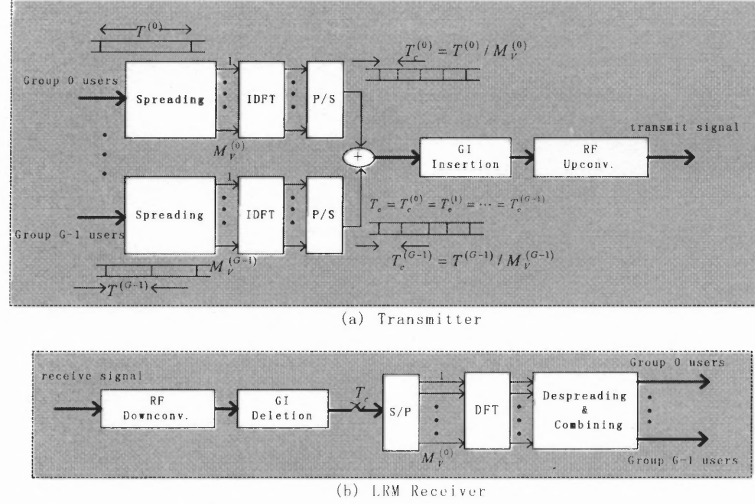 T^(0)
T_c^(0) = T^(0) / M_ν^(0)
Group 0 users
Spreading
1
IDFT
P/S
M_ν^(0)
transmit signal
+
GI
Insertion
RF
Upconv.
T_c = T_c^(0) = T_c^(1) = ⋯ = T_c^(G-1)
Spreading
1
IDFT
P/S
Group G-1 users
M_ν^(G-1)
T^(G-1)
T_c^(G-1) = T^(G-1) / M_ν^(G-1)
(a) Transmitter
receive signal
RF
Downconv.
GI
Deletion
T_c
S/P
1
M_ν^(0)
DFT
Despreading
&
Combining
Group 0 users
Group G-1 users
(b) LRM Receiver